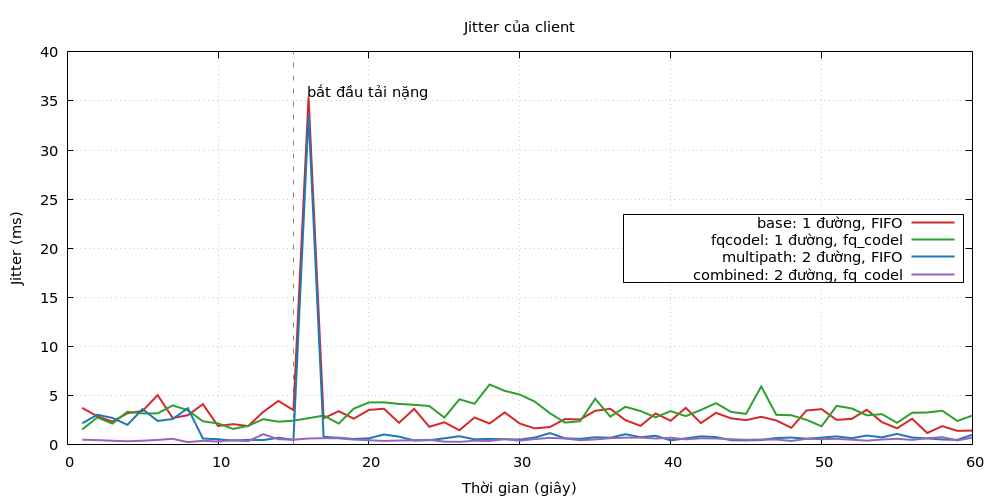 Jitter của client
40
35
30
25
20
15
10
5
0
bắt đầu tải nặng
base: 1 đường, FIFO
fqcodel: 1 đường, fq_codel
multipath: 2 đường, FIFO
combined: 2 đường, fq_codel
Jitter (ms)
0 10 20 30 40 50 60
Thời gian (giây)